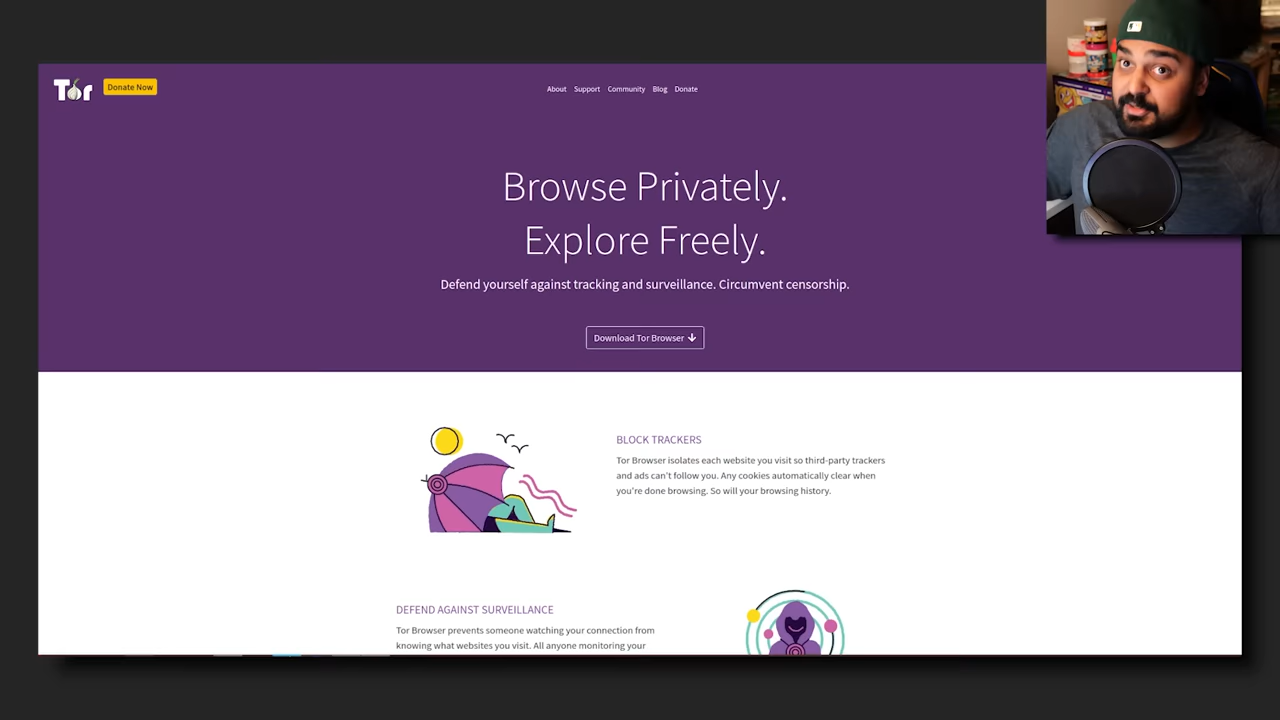 Tor
Donate Now
About Support Community Blog Donate
Browse Privately.
Explore Freely.
Defend yourself against tracking and surveillance. Circumvent censorship.
Download Tor Browser
BLOCK TRACKERS
Tor Browser isolates each website you visit so third-party trackers
and ads can't follow you. Any cookies automatically clear when
you're done browsing. So will your browsing history.
DEFEND AGAINST SURVEILLANCE
Tor Browser prevents someone watching your connection from
knowing what websites you visit. All anyone monitoring your